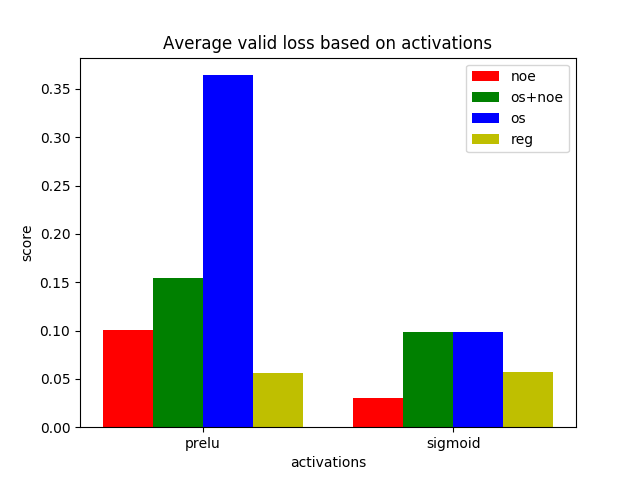 Average valid loss based on activations
noe
os+noe
os
reg
0.35
0.30
0.25
0.20
0.15
0.10
0.05
0.00
score
prelu
sigmoid
activations